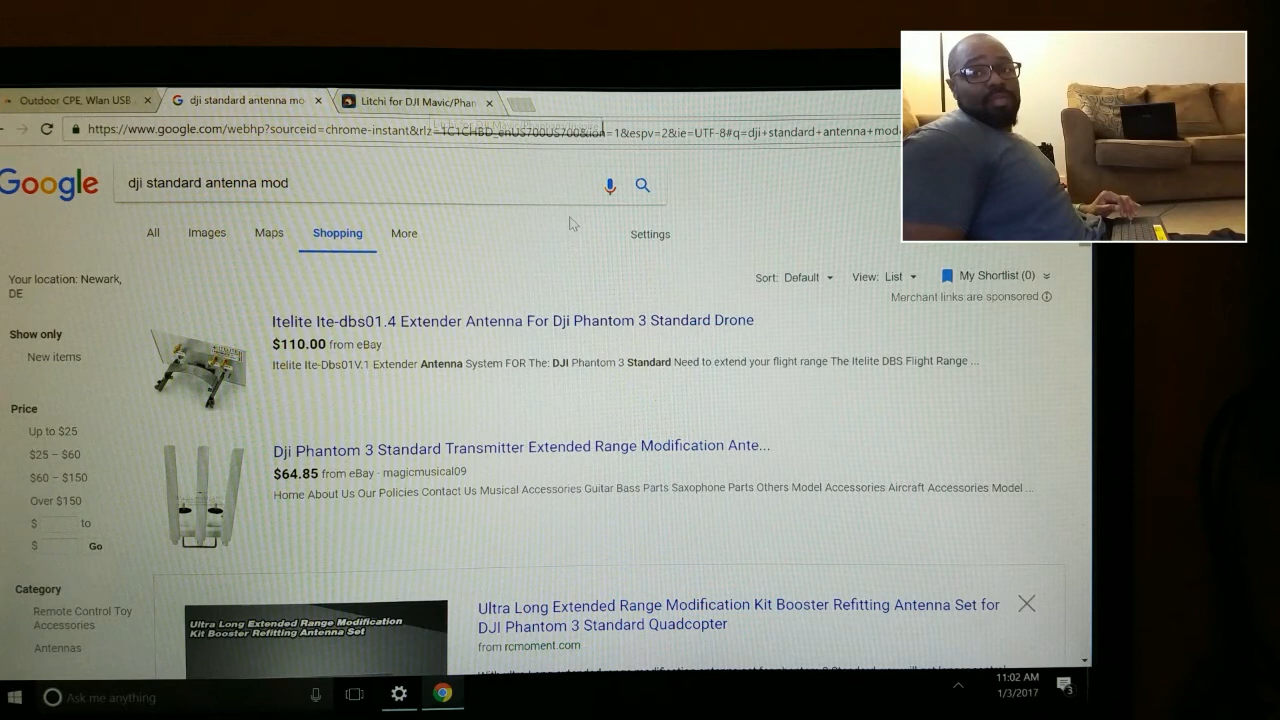 Outdoor CPE, Wlan USB
dji standard antenna mo
Litchi for DJI Mavic/Phan
https://www.google.com/webhp?sourceid=chrome-instant&rlz=1C1CHBD_enUS700US700&ion=1&espv=2&ie=UTF-8#q=dji+standard+antenna+mod
Google
dji standard antenna mod
All
Images
Maps
Shopping
More
Settings
Your location: Newark,
DE
Sort: Default
View: List
My Shortlist (0)
Merchant links are sponsored
Show only
New items
Price
Up to $25
$25 – $60
$60 – $150
Over $150
$ to
$ Go
Category
Remote Control Toy
Accessories
Antennas
Itelite Ite-dbs01.4 Extender Antenna For Dji Phantom 3 Standard Drone
$110.00 from eBay
Itelite Ite-Dbs01V.1 Extender Antenna System FOR The: DJI Phantom 3 Standard Need to extend your flight range The Itelite DBS Flight Range ...
Dji Phantom 3 Standard Transmitter Extended Range Modification Ante...
$64.85 from eBay · magicmusical09
Home About Us Our Policies Contact Us Musical Accessories Guitar Bass Parts Saxophone Parts Others Model Accessories Aircraft Accessories Model ...
Ultra Long Extended Range Modification
Kit Booster Refitting Antenna Set
Ultra Long Extended Range Modification Kit Booster Refitting Antenna Set for
DJI Phantom 3 Standard Quadcopter
from rcmoment.com
Ask me anything
11:02 AM
1/3/2017
3